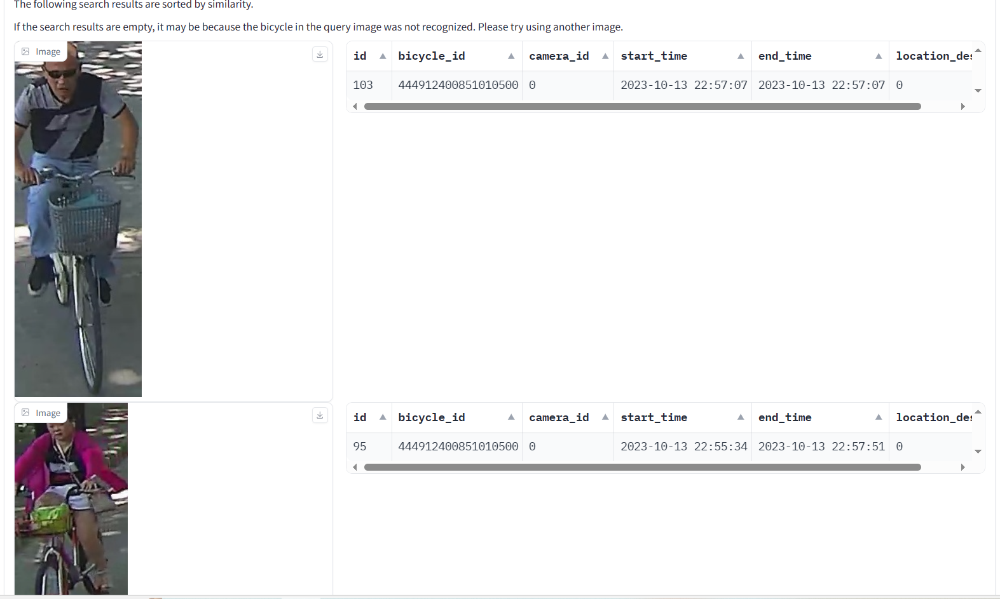 The following search results are sorted by similarity.
If the search results are empty, it may be because the bicycle in the query image was not recognized. Please try using another image.
Image
id bicycle_id camera_id start_time end_time location_des
103 444912400851010500 0 2023-10-13 22:57:07 2023-10-13 22:57:07 0
Image
id bicycle_id camera_id start_time end_time location_des
95 444912400851010500 0 2023-10-13 22:55:34 2023-10-13 22:57:51 0